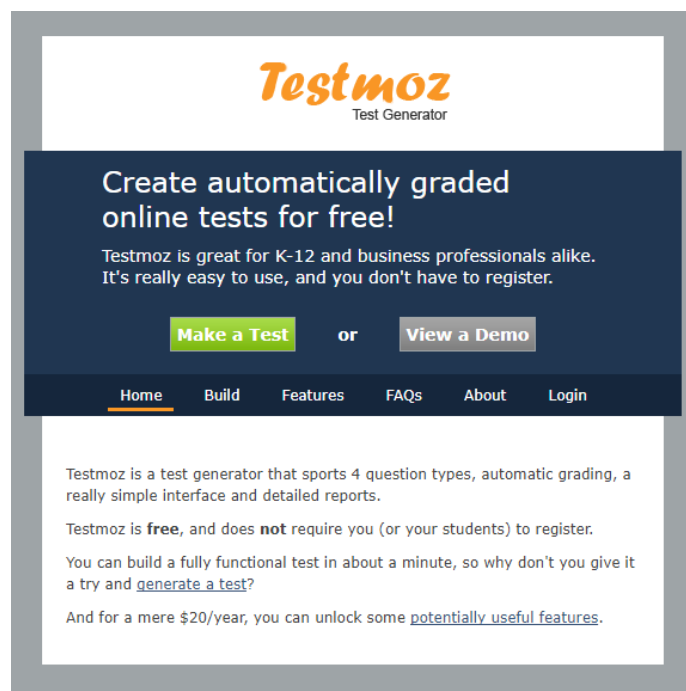 Testmoz
Test Generator
Create automatically graded
online tests for free!
Testmoz is great for K-12 and business professionals alike.
It's really easy to use, and you don't have to register.
Make a Test or View a Demo
Home Build Features FAQs About Login
Testmoz is a test generator that sports 4 question types, automatic grading, a
really simple interface and detailed reports.
Testmoz is free, and does not require you (or your students) to register.
You can build a fully functional test in about a minute, so why don't you give it
a try and generate a test?
And for a mere $20/year, you can unlock some potentially useful features.